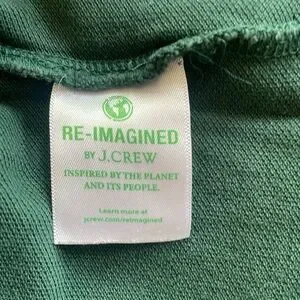 RE-IMAGINED
BY J.CREW
INSPIRED BY THE PLANET
AND ITS PEOPLE.
Learn more at
jcrew.com/reimagined